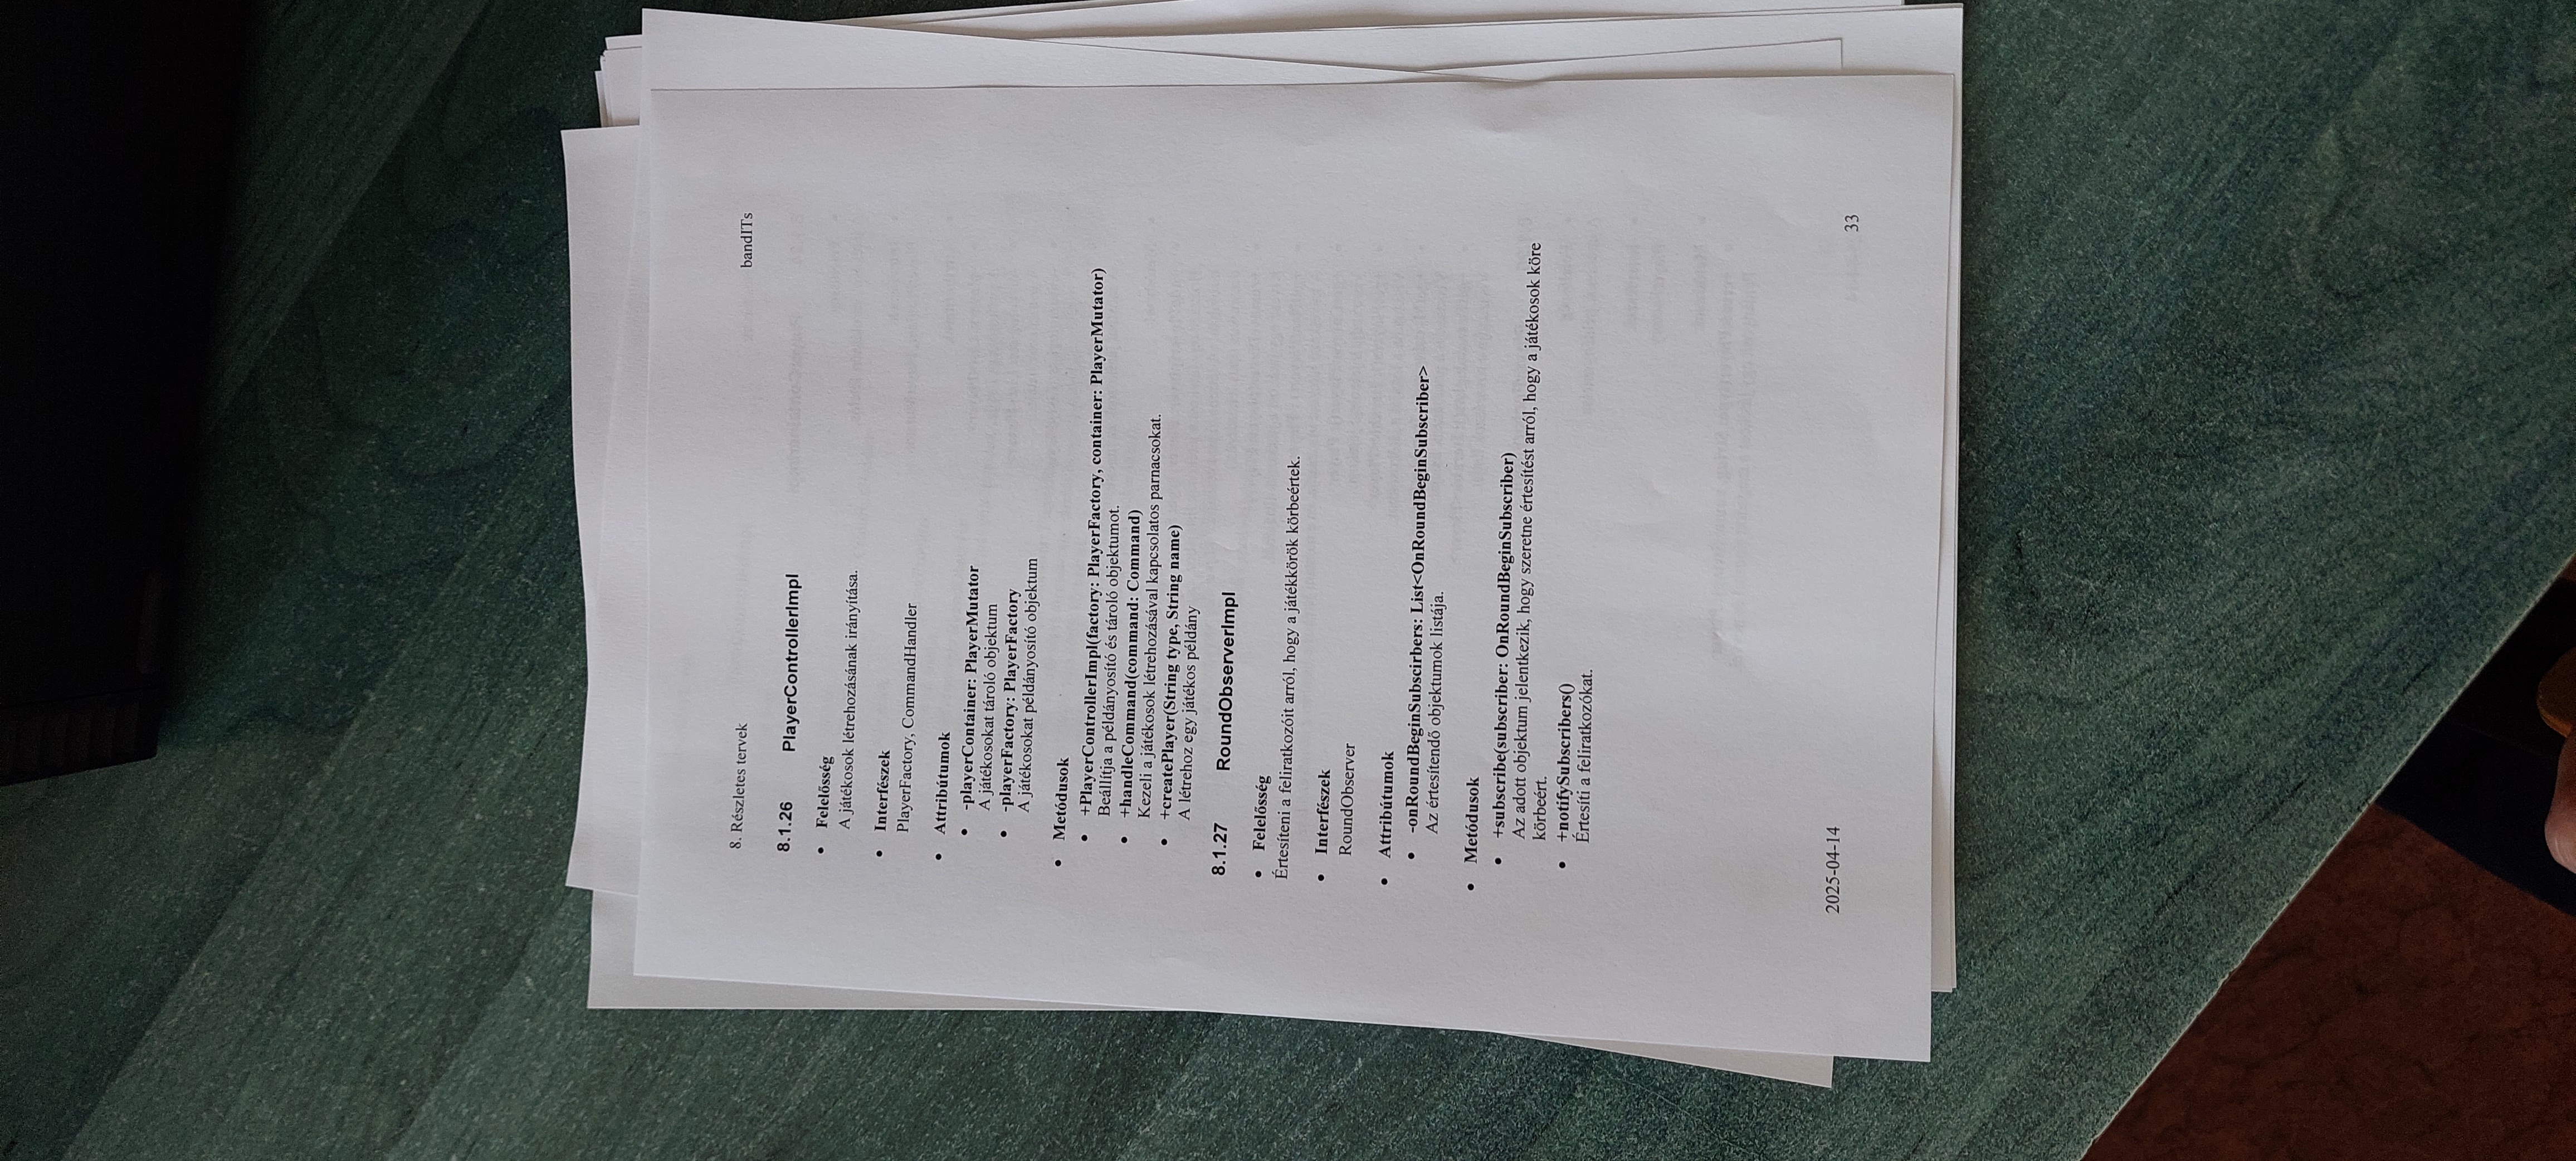 8. Részletes tervek bandITs
8.1.26 PlayerControllerImpl
• Felelősség
A játékosok létrehozásának irányítása.
• Interfészek
PlayerFactory, CommandHandler
• Attribútumok
• -playerContainer: PlayerMutator
A játékosokat tároló objektum
• -playerFactory: PlayerFactory
A játékosokat példányosító objektum
• Metódusok
• +PlayerControllerImpl(factory: PlayerFactory, container: PlayerMutator)
Beállítja a példányosító és tároló objektumot.
• +handleCommand(command: Command)
Kezeli a játékosok létrehozásával kapcsolatos parnacsokat.
• +createPlayer(String type, String name)
A létrehoz egy játékos példány
8.1.27 RoundObserverImpl
• Felelősség
Értesíteni a feliratkozóit arról, hogy a játékkörök körbeértek.
• Interfészek
RoundObserver
• Attribútumok
• -onRoundBeginSubscirbers: List<OnRoundBeginSubscriber>
Az értesítendő objektumok listája.
• Metódusok
• +subscribe(subscriber: OnRoundBeginSubscriber)
Az adott objektum jelentkezik, hogy szeretne értesítést arról, hogy a játékosok köre
körbeért.
• +notifySubscribers()
Értesíti a feliratkozókat.
2025-04-14 33